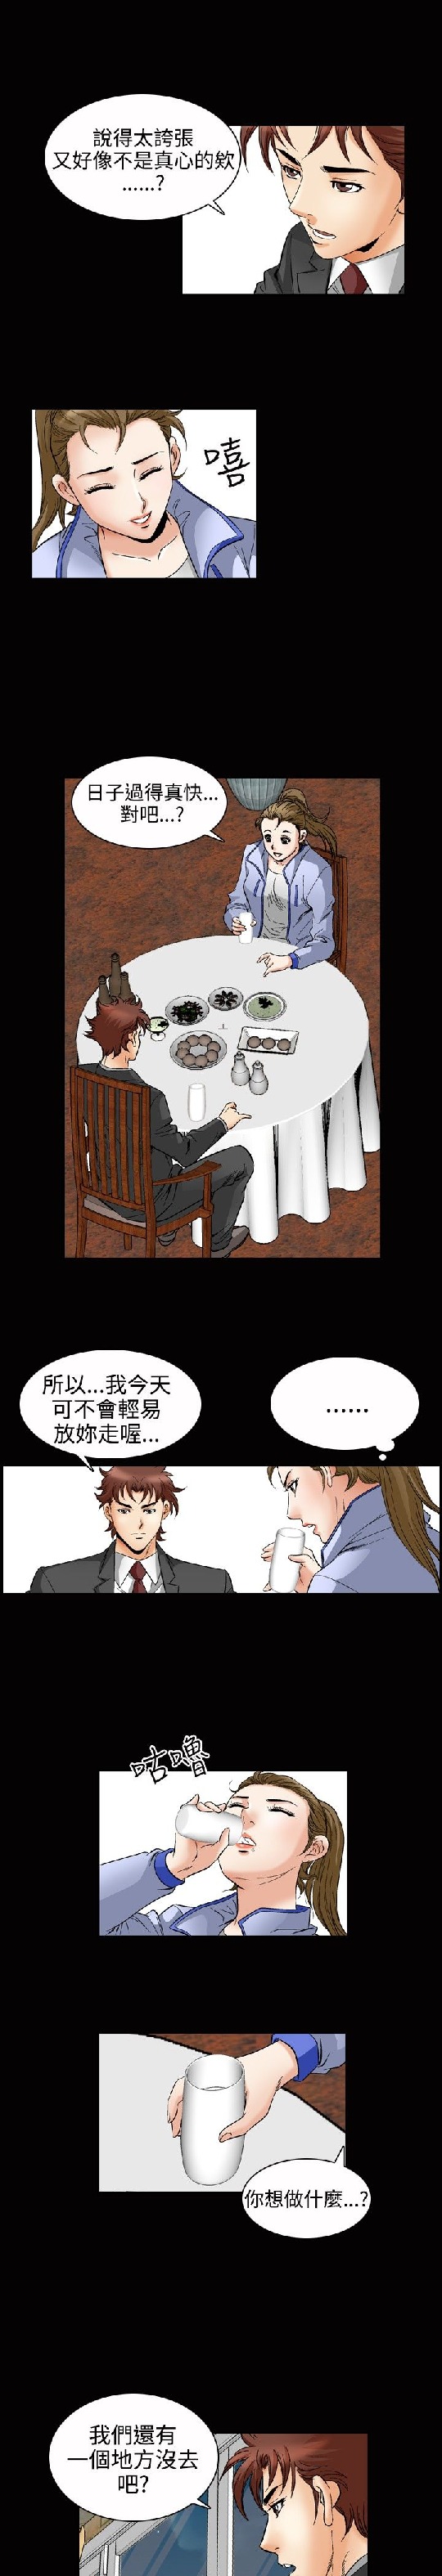 說得太誇張
又好像不是真心的欸
......?
嘻
日子過得真快...
對吧...?
所以...我今天
可不會輕易
放妳走喔...
......
咕嚕
你想做什麼...?
我們還有
一個地方沒去
吧?